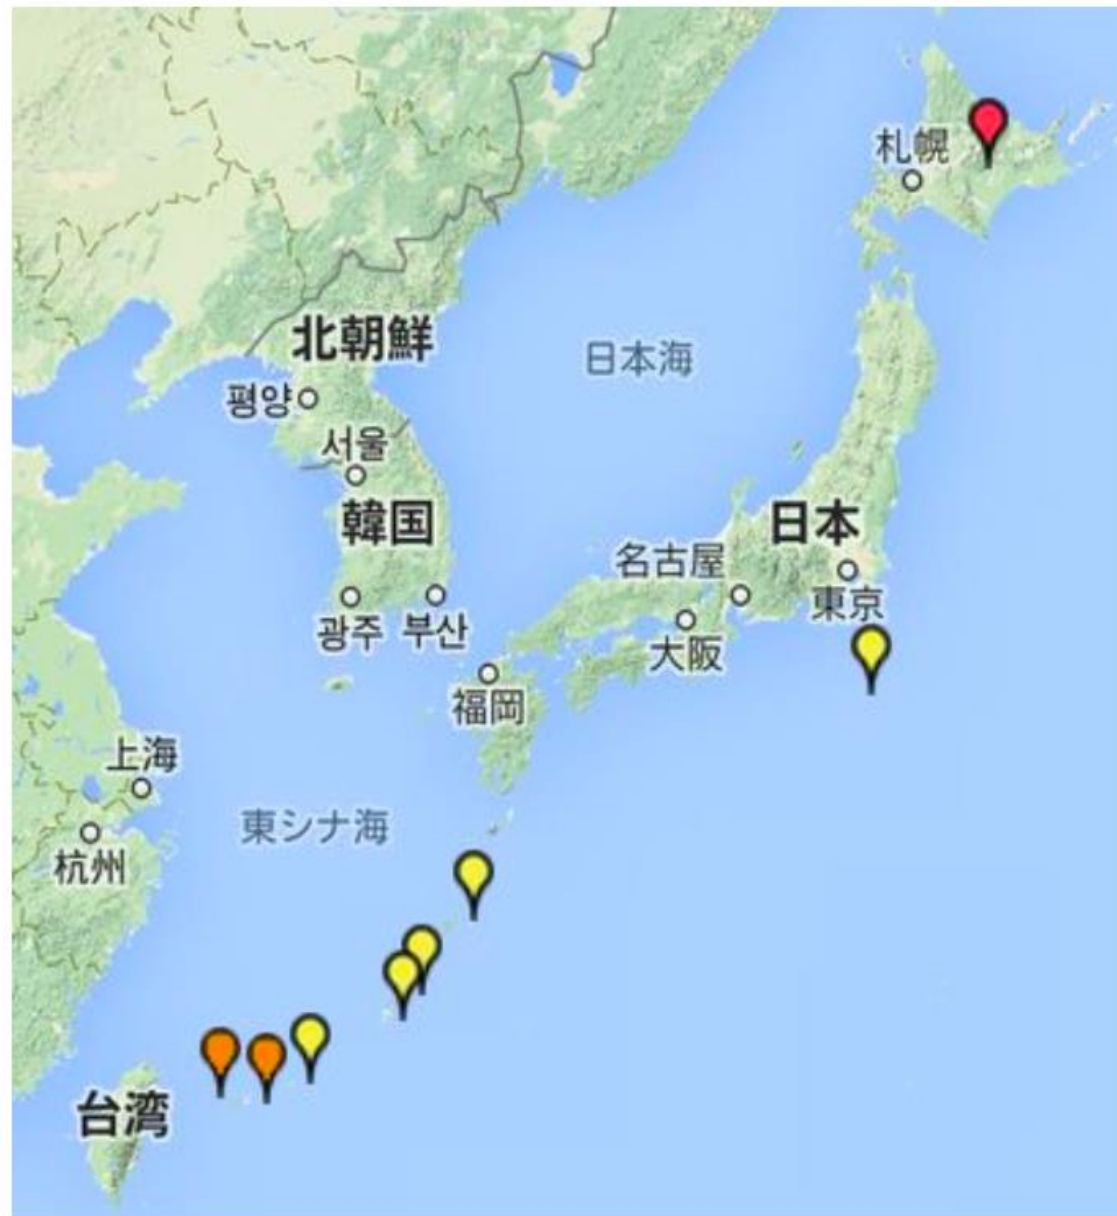 札幌
北朝鮮
日本海
평양
서울
韓国
日本
名古屋
東京
광주
부산
大阪
福岡
上海
東シナ海
杭州
台湾